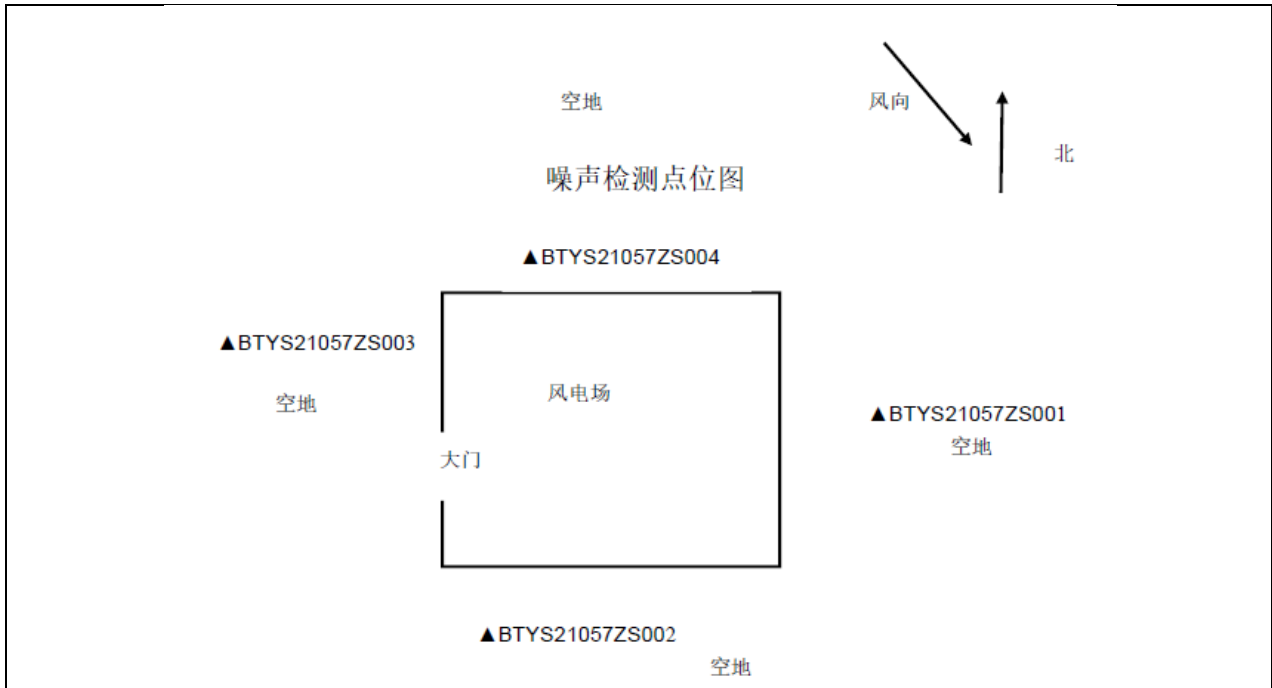 空地
风向
北
噪声检测点位图
▲BTYS21057ZS004
▲BTYS21057ZS003
空地
风电场
▲BTYS21057ZS001
空地
大门
▲BTYS21057ZS002
空地